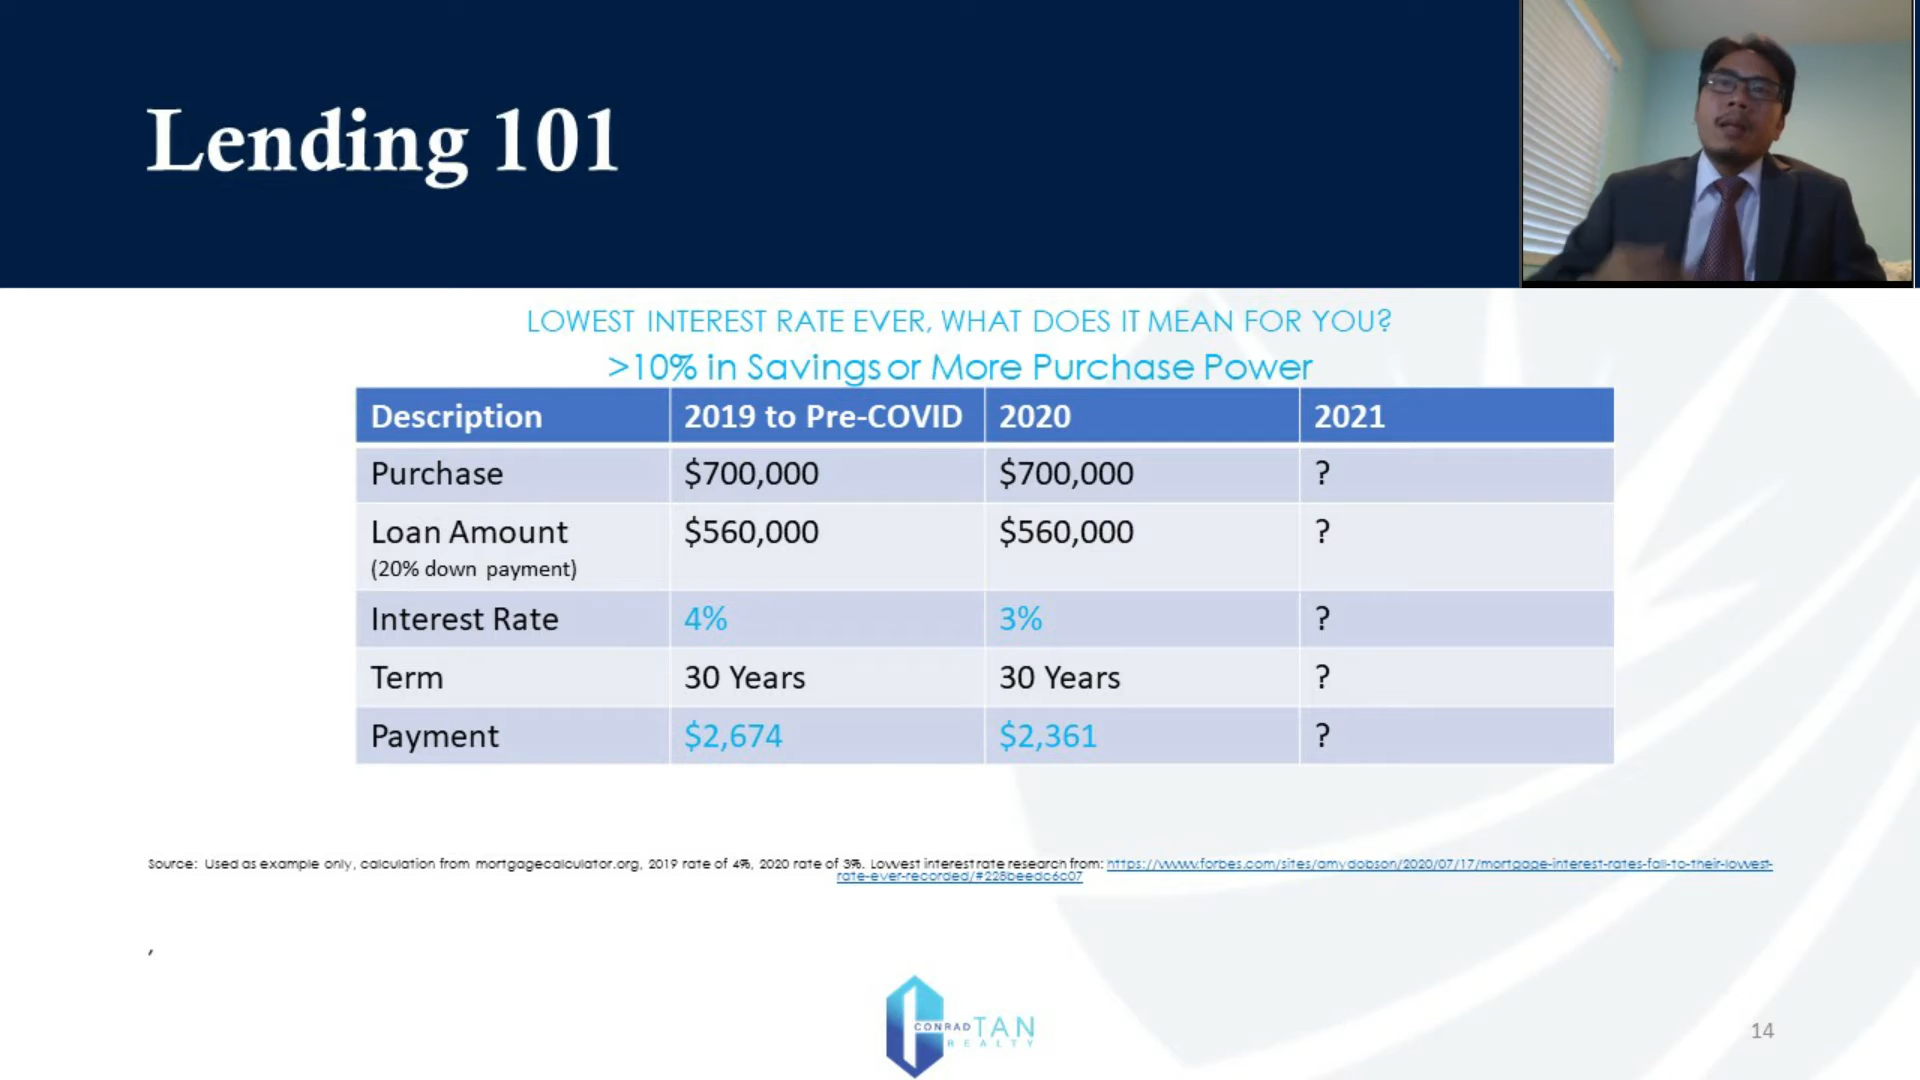 Lending 101
LOWEST INTEREST RATE EVER, WHAT DOES IT MEAN FOR YOU?
>10% in Savings or More Purchase Power
Description 2019 to Pre-COVID 2020 2021
Purchase $700,000 $700,000 ?
Loan Amount $560,000 $560,000 ?
(20% down payment)
Interest Rate 4% 3% ?
Term 30 Years 30 Years ?
Payment $2,674 $2,361 ?
Source: Used as example only, calculation from mortgagecalculator.org, 2019 rate of 4%, 2020 rate of 3%. Lowest interest rate research from: https://www.forbes.com/sites/amydobson/2020/07/17/mortgage-interest-rates-fall-to-their-lowest-
rate-ever-recorded/#228beedc6c07
,
CONRAD TAN
REALTY
14